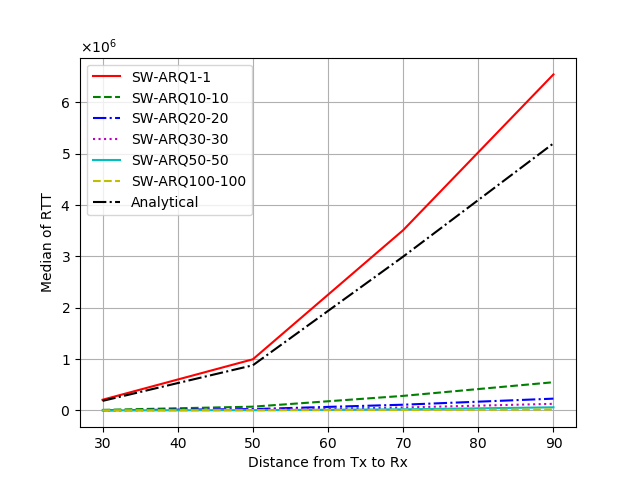 ×10⁶
SW-ARQ1-1
SW-ARQ10-10
SW-ARQ20-20
SW-ARQ30-30
SW-ARQ50-50
SW-ARQ100-100
Analytical
6
5
4
3
2
1
0
Median of RTT
30 40 50 60 70 80 90
Distance from Tx to Rx